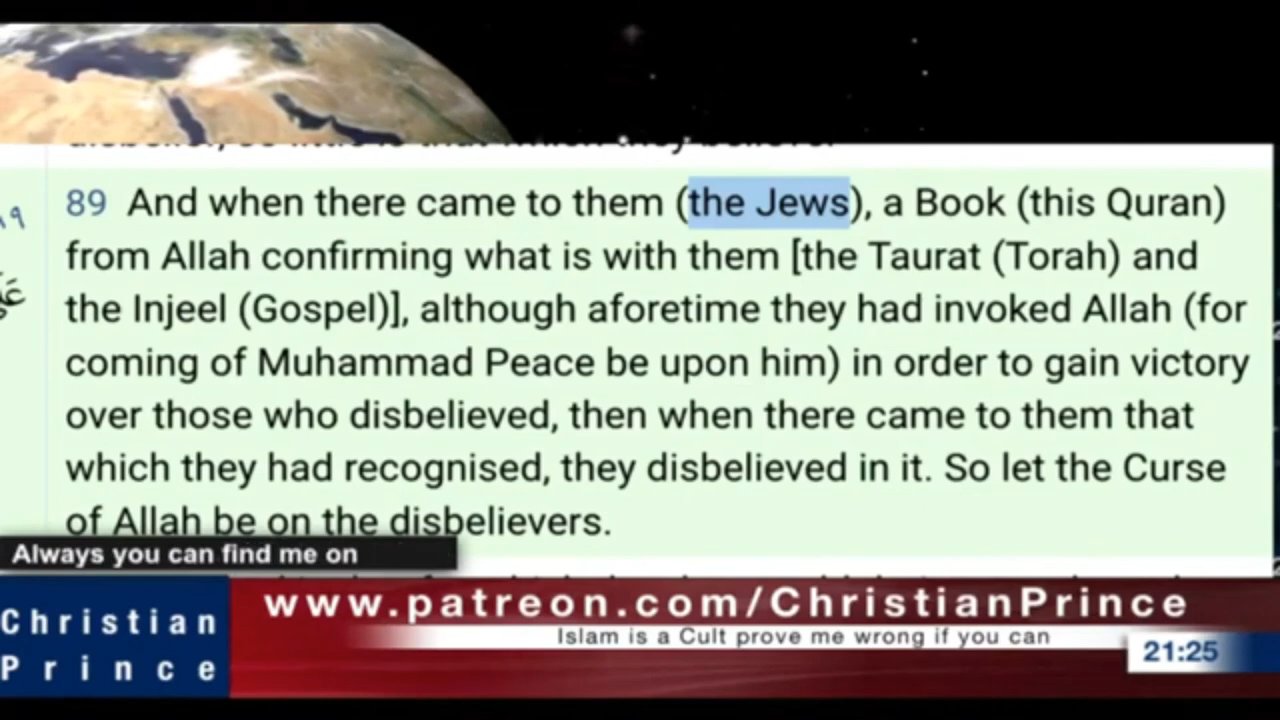 89 And when there came to them (the Jews), a Book (this Quran)
from Allah confirming what is with them [the Taurat (Torah) and
the Injeel (Gospel)], although aforetime they had invoked Allah (for
coming of Muhammad Peace be upon him) in order to gain victory
over those who disbelieved, then when there came to them that
which they had recognised, they disbelieved in it. So let the Curse
of Allah be on the disbelievers.
Always you can find me on
www.patreon.com/ChristianPrince
Islam is a Cult prove me wrong if you can
Christian
Prince
21:25